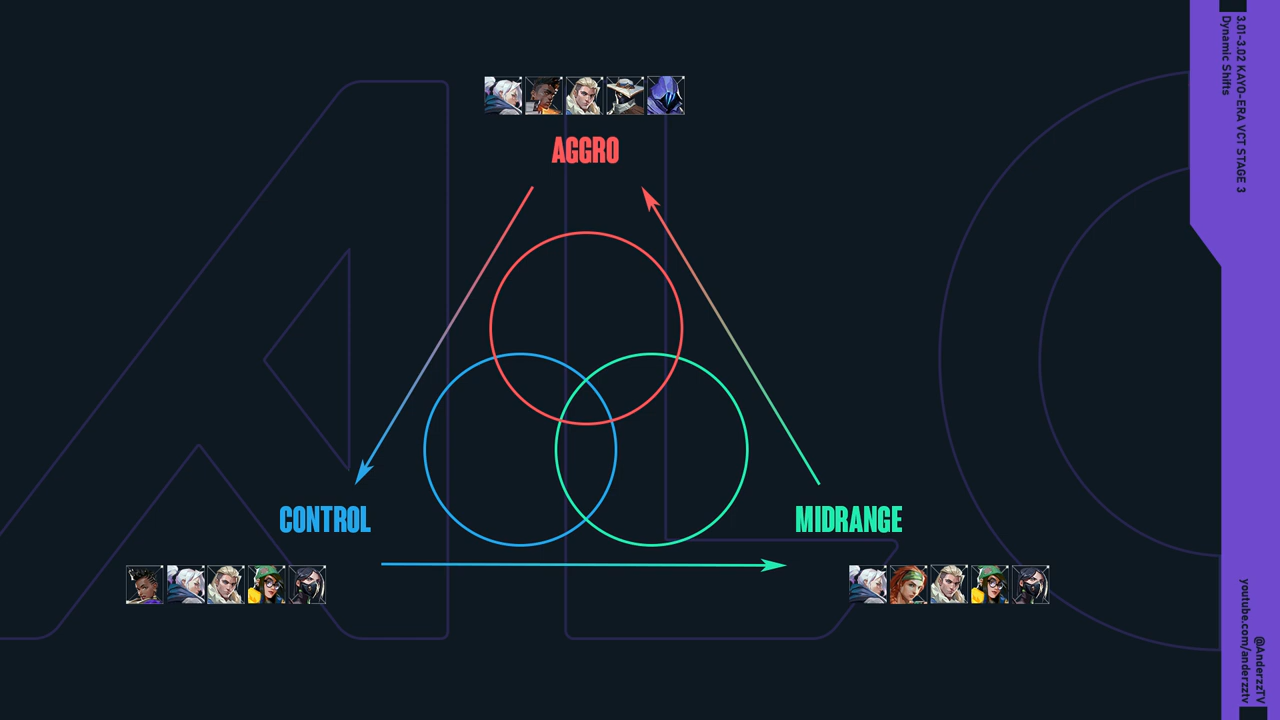 AGGRO
CONTROL
MIDRANGE
3.01-3.02 KAYO-ERA VCT STAGE 3
Dynamic Shifts
@AnderzzTV
youtube.com/anderzztv